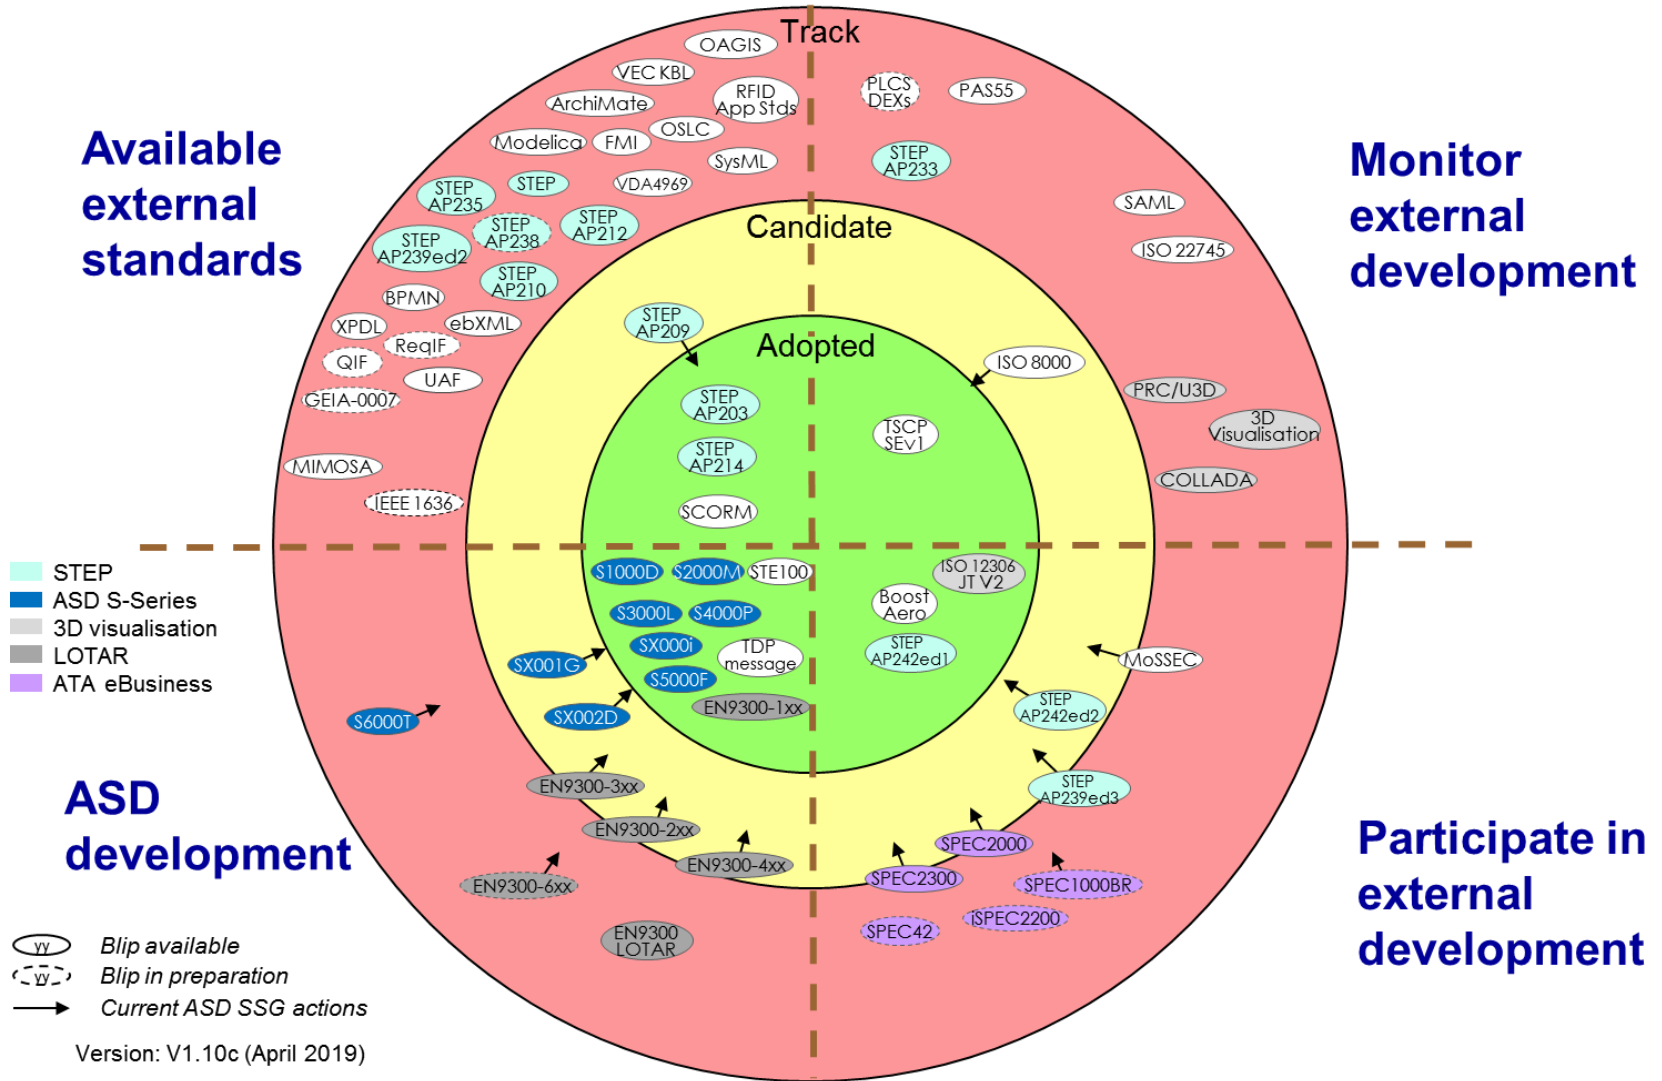 Track
Candidate
Adopted
Available
external
standards
OAGIS
VEC KBL
ArchiMate
RFID
App Stds
Modelica
FMI
OSLC
SysML
VDA4969
STEP
AP235
STEP
STEP
AP238
STEP
AP212
STEP
AP239ed2
STEP
AP210
BPMN
XPDL
ebXML
ReqIF
QIF
UAF
GEIA-0007
MIMOSA
IEEE 1636
STEP
AP209
STEP
AP203
STEP
AP214
SCORM
Monitor
external
development
PLCS
DEXs
PAS55
STEP
AP233
SAML
ISO 22745
ISO 8000
PRC/U3D
3D
Visualisation
COLLADA
TSCP
SEv1
STEP
ASD S-Series
3D visualisation
LOTAR
ATA eBusiness
S1000D
S2000M
STE100
S3000L
S4000P
SX000i
TDP
message
S5000F
EN9300-1xx
SX001G
SX002D
S6000T
EN9300-3xx
EN9300-2xx
EN9300-4xx
EN9300-6xx
EN9300
LOTAR
ASD
development
ISO 12306
JT V2
Boost
Aero
STEP
AP242ed1
MoSSEC
STEP
AP242ed2
STEP
AP239ed3
SPEC2000
SPEC2300
SPEC1000BR
iSPEC2200
SPEC42
Participate in
external
development
yy Blip available
yy Blip in preparation
Current ASD SSG actions
Version: V1.10c (April 2019)